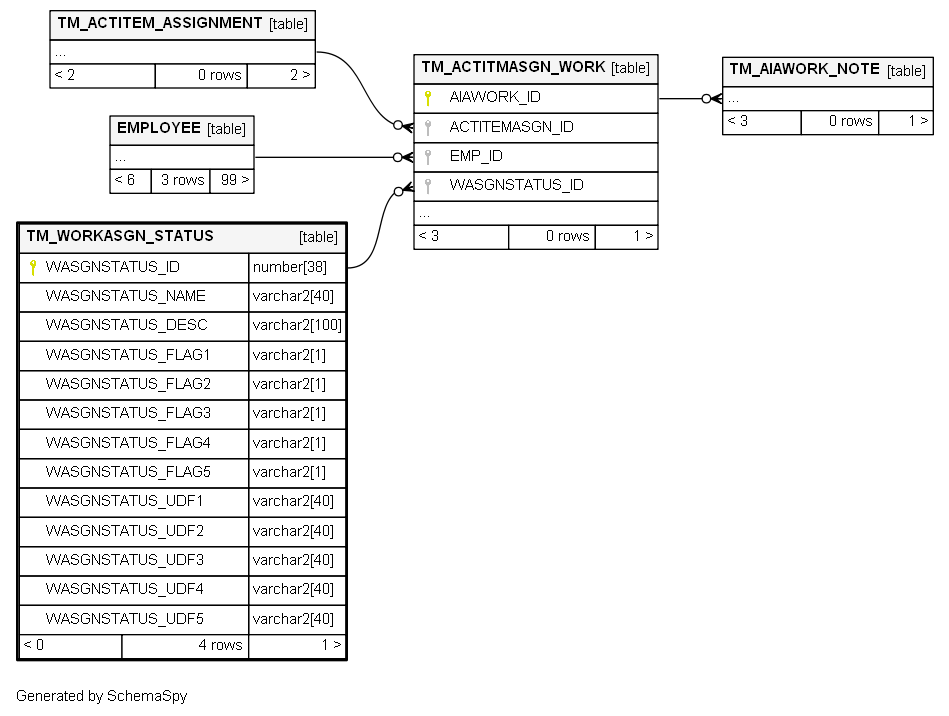 TM_ACTITEM_ASSIGNMENT [table]
...
< 2 0 rows 2 >
EMPLOYEE [table]
...
< 6 3 rows 99 >
TM_WORKASGN_STATUS [table]
WASGNSTATUS_ID number[38]
WASGNSTATUS_NAME varchar2[40]
WASGNSTATUS_DESC varchar2[100]
WASGNSTATUS_FLAG1 varchar2[1]
WASGNSTATUS_FLAG2 varchar2[1]
WASGNSTATUS_FLAG3 varchar2[1]
WASGNSTATUS_FLAG4 varchar2[1]
WASGNSTATUS_FLAG5 varchar2[1]
WASGNSTATUS_UDF1 varchar2[40]
WASGNSTATUS_UDF2 varchar2[40]
WASGNSTATUS_UDF3 varchar2[40]
WASGNSTATUS_UDF4 varchar2[40]
WASGNSTATUS_UDF5 varchar2[40]
< 0 4 rows 1 >
TM_ACTITMASGN_WORK [table]
AIAWORK_ID
ACTITEMASGN_ID
EMP_ID
WASGNSTATUS_ID
...
< 3 0 rows 1 >
TM_AIAWORK_NOTE [table]
...
< 3 0 rows 1 >
Generated by SchemaSpy